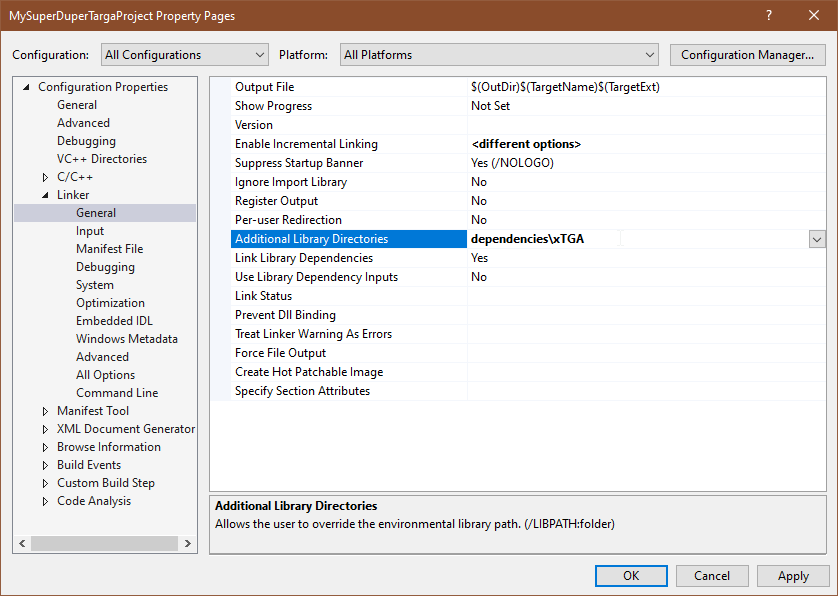 MySuperDuperTargaProject Property Pages
Configuration: All Configurations Platform: All Platforms Configuration Manager...
Configuration Properties
General
Advanced
Debugging
VC++ Directories
C/C++
Linker
General
Input
Manifest File
Debugging
System
Optimization
Embedded IDL
Windows Metadata
Advanced
All Options
Command Line
Manifest Tool
XML Document Generator
Browse Information
Build Events
Custom Build Step
Code Analysis
Output File $(OutDir)$(TargetName)$(TargetExt)
Show Progress Not Set
Version
Enable Incremental Linking <different options>
Suppress Startup Banner Yes (/NOLOGO)
Ignore Import Library No
Register Output No
Per-user Redirection No
Additional Library Directories dependencies\xTGA
Link Library Dependencies Yes
Use Library Dependency Inputs No
Link Status
Prevent Dll Binding
Treat Linker Warning As Errors
Force File Output
Create Hot Patchable Image
Specify Section Attributes
Additional Library Directories
Allows the user to override the environmental library path. (/LIBPATH:folder)
OK Cancel Apply